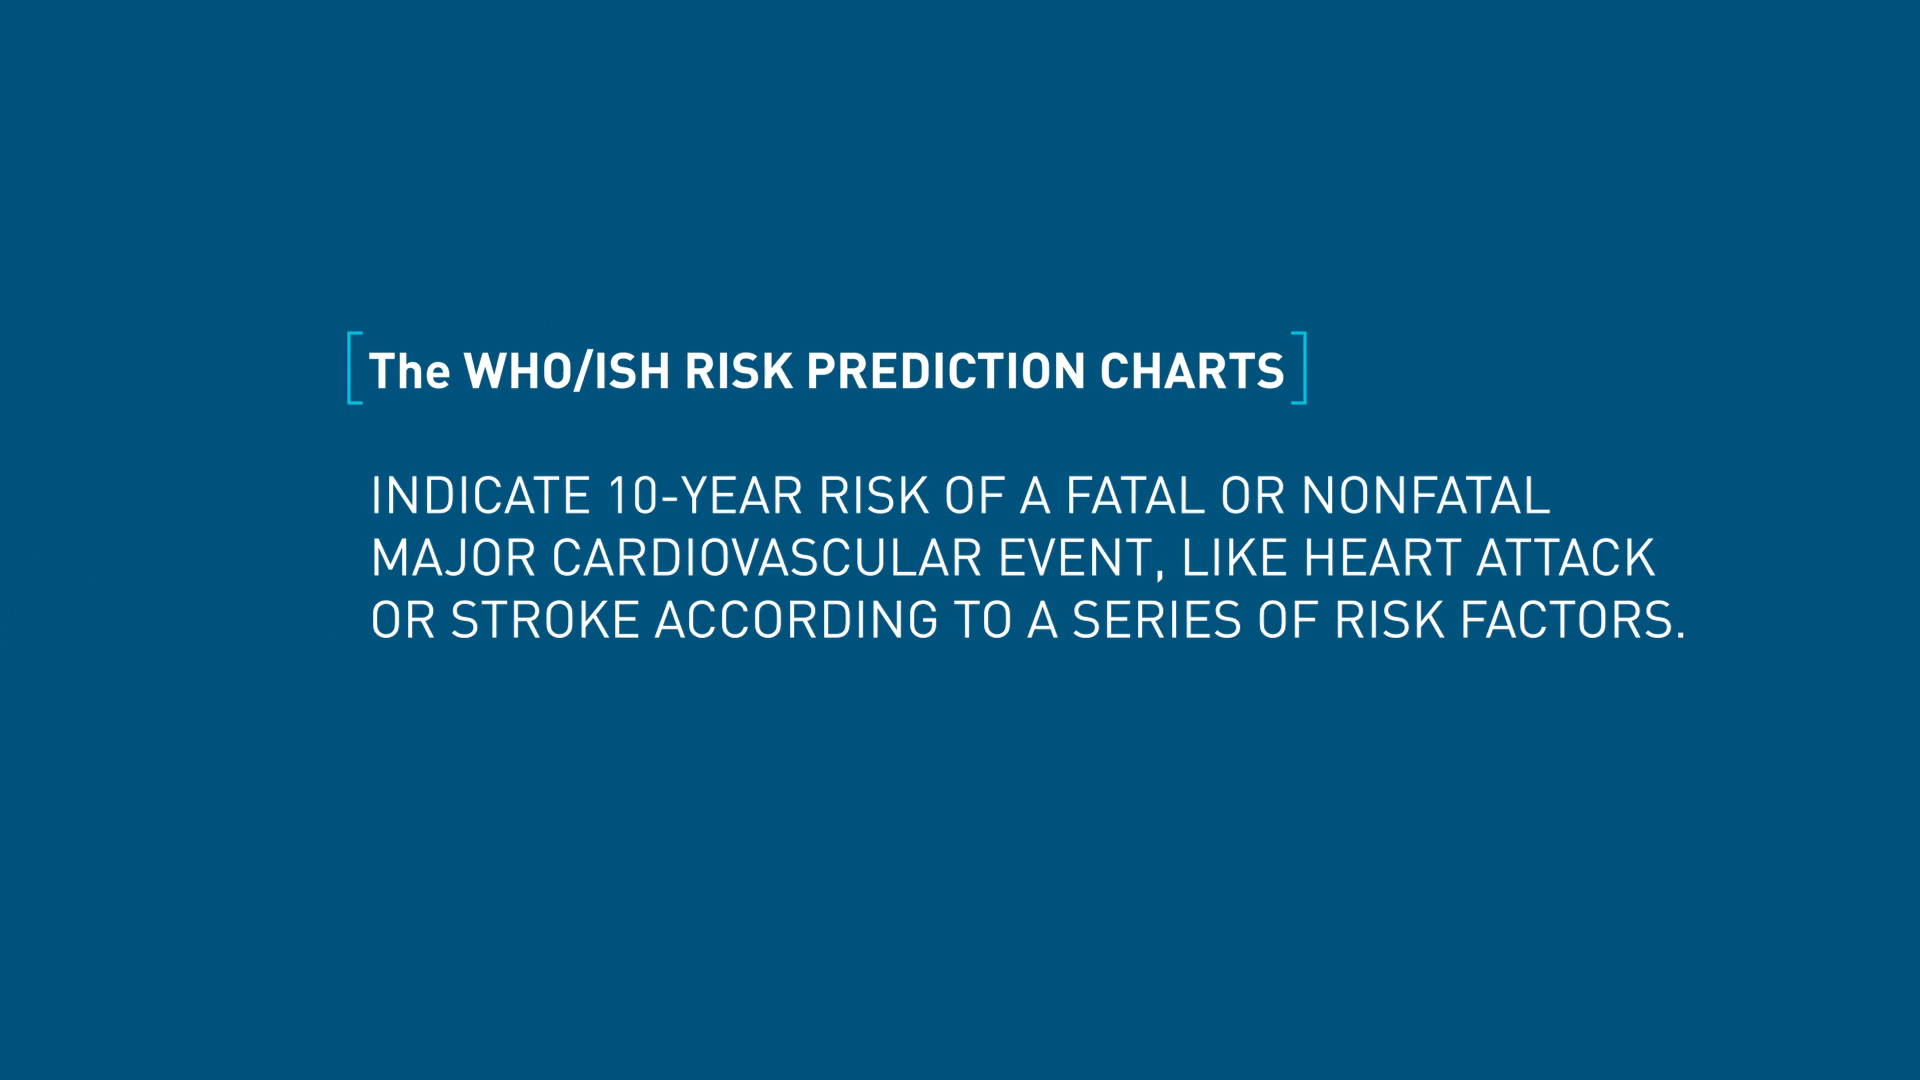 The WHO/ISH RISK PREDICTION CHARTS
INDICATE 10-YEAR RISK OF A FATAL OR NONFATAL
MAJOR CARDIOVASCULAR EVENT, LIKE HEART ATTACK
OR STROKE ACCORDING TO A SERIES OF RISK FACTORS.